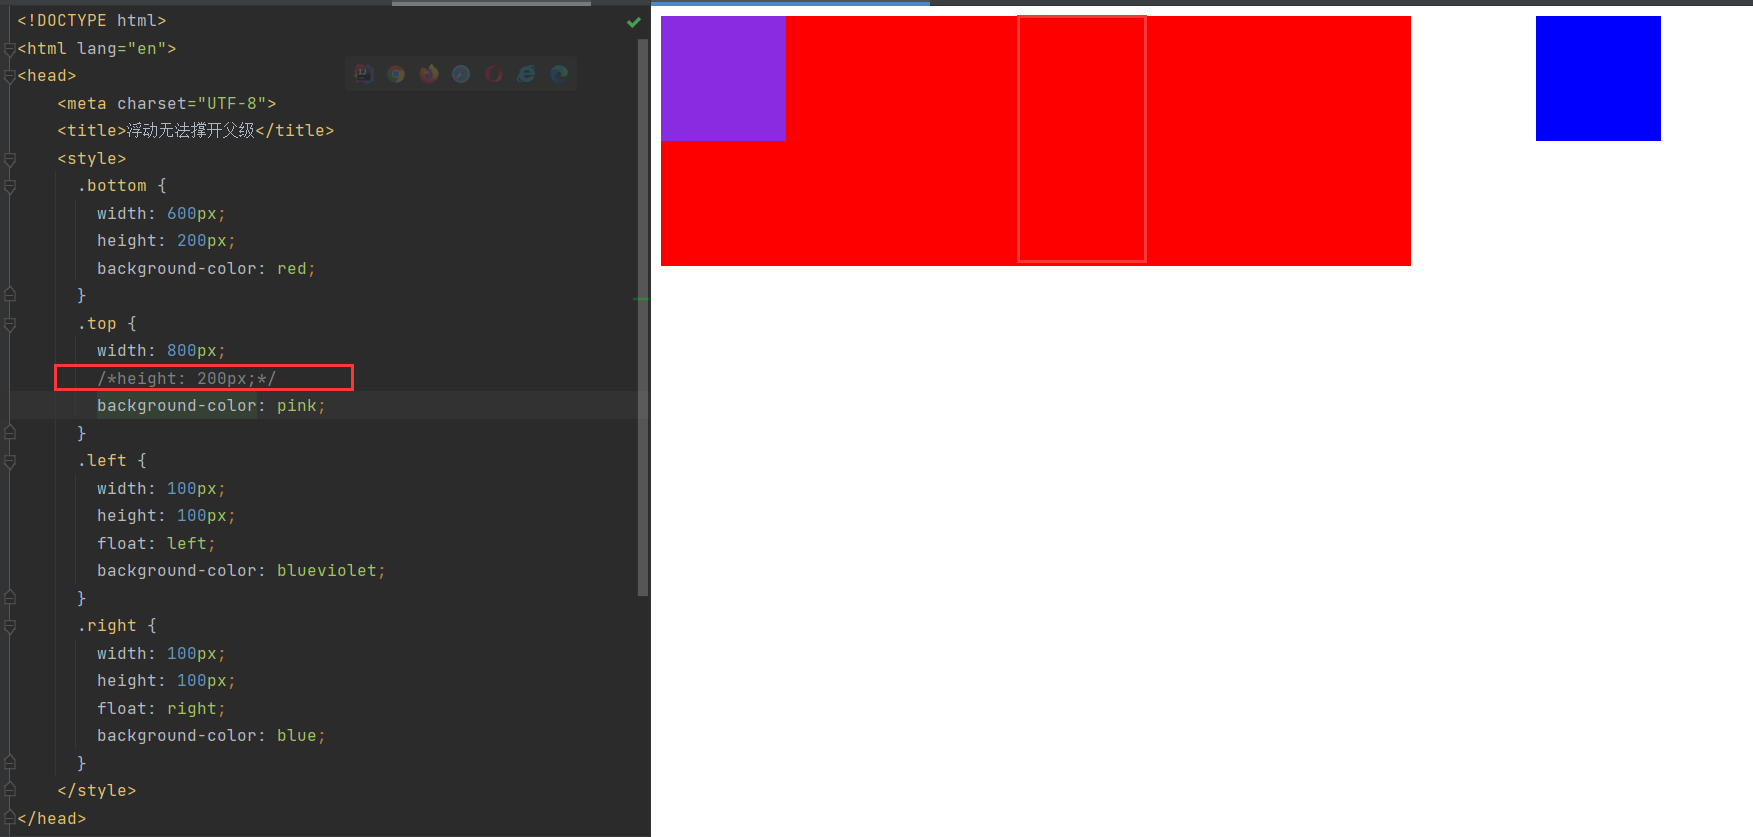 <!DOCTYPE html>
<html lang="en">
<head>
<meta charset="UTF-8">
<title>浮动无法撑开父级</title>
<style>
.bottom {
width: 600px;
height: 200px;
background-color: red;
}
.top {
width: 800px;
/*height: 200px;*/
background-color: pink;
}
.left {
width: 100px;
height: 100px;
float: left;
background-color: blueviolet;
}
.right {
width: 100px;
height: 100px;
float: right;
background-color: blue;
}
</style>
</head>